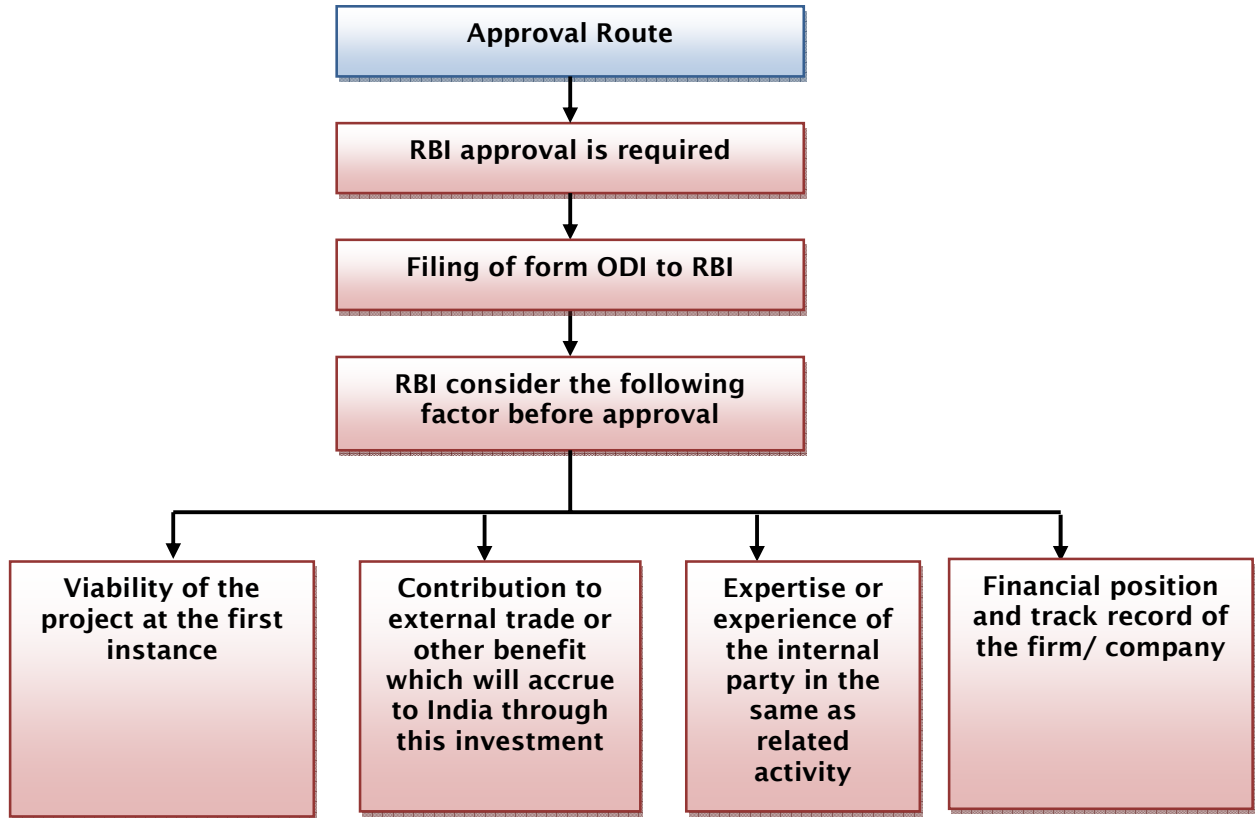 Approval Route
RBI approval is required
Filing of form ODI to RBI
RBI consider the following
factor before approval
Viability of the
project at the first
instance
Contribution to
external trade or
other benefit
which will accrue
to India through
this investment
Expertise or
experience of
the internal
party in the
same as
related
activity
Financial position
and track record of
the firm/ company